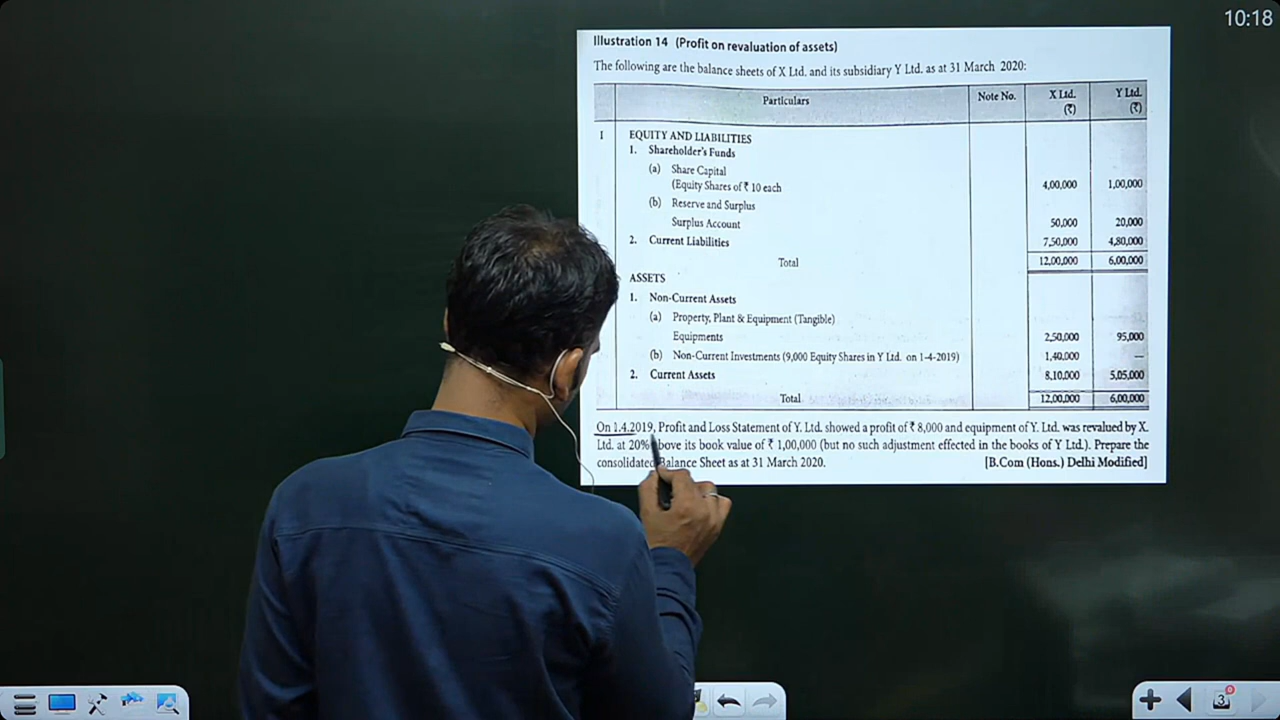 10:18
Illustration 14 (Profit on revaluation of assets)
The following are the balance sheets of X Ltd. and its subsidiary Y Ltd. as at 31 March 2020:
Particulars Note No. X Ltd. (₹) Y Ltd. (₹)
I EQUITY AND LIABILITIES
1. Shareholder's Funds
(a) Share Capital
(Equity Shares of ₹ 10 each 4,00,000 1,00,000
(b) Reserve and Surplus
Surplus Account 50,000 20,000
2. Current Liabilities 7,50,000 4,80,000
Total 12,00,000 6,00,000
ASSETS
1. Non-Current Assets
(a) Property, Plant & Equipment (Tangible)
Equipments 2,50,000 95,000
(b) Non-Current Investments (9,000 Equity Shares in Y Ltd. on 1-4-2019) 1,40,000 —
2. Current Assets 8,10,000 5,05,000
Total 12,00,000 6,00,000
On 1.4.2019, Profit and Loss Statement of Y. Ltd. showed a profit of ₹ 8,000 and equipment of Y. Ltd. was revalued by X.
Ltd. at 20% above its book value of ₹ 1,00,000 (but no such adjustment effected in the books of Y Ltd.). Prepare the
consolidated Balance Sheet as at 31 March 2020. [B.Com (Hons.) Delhi Modified]
3